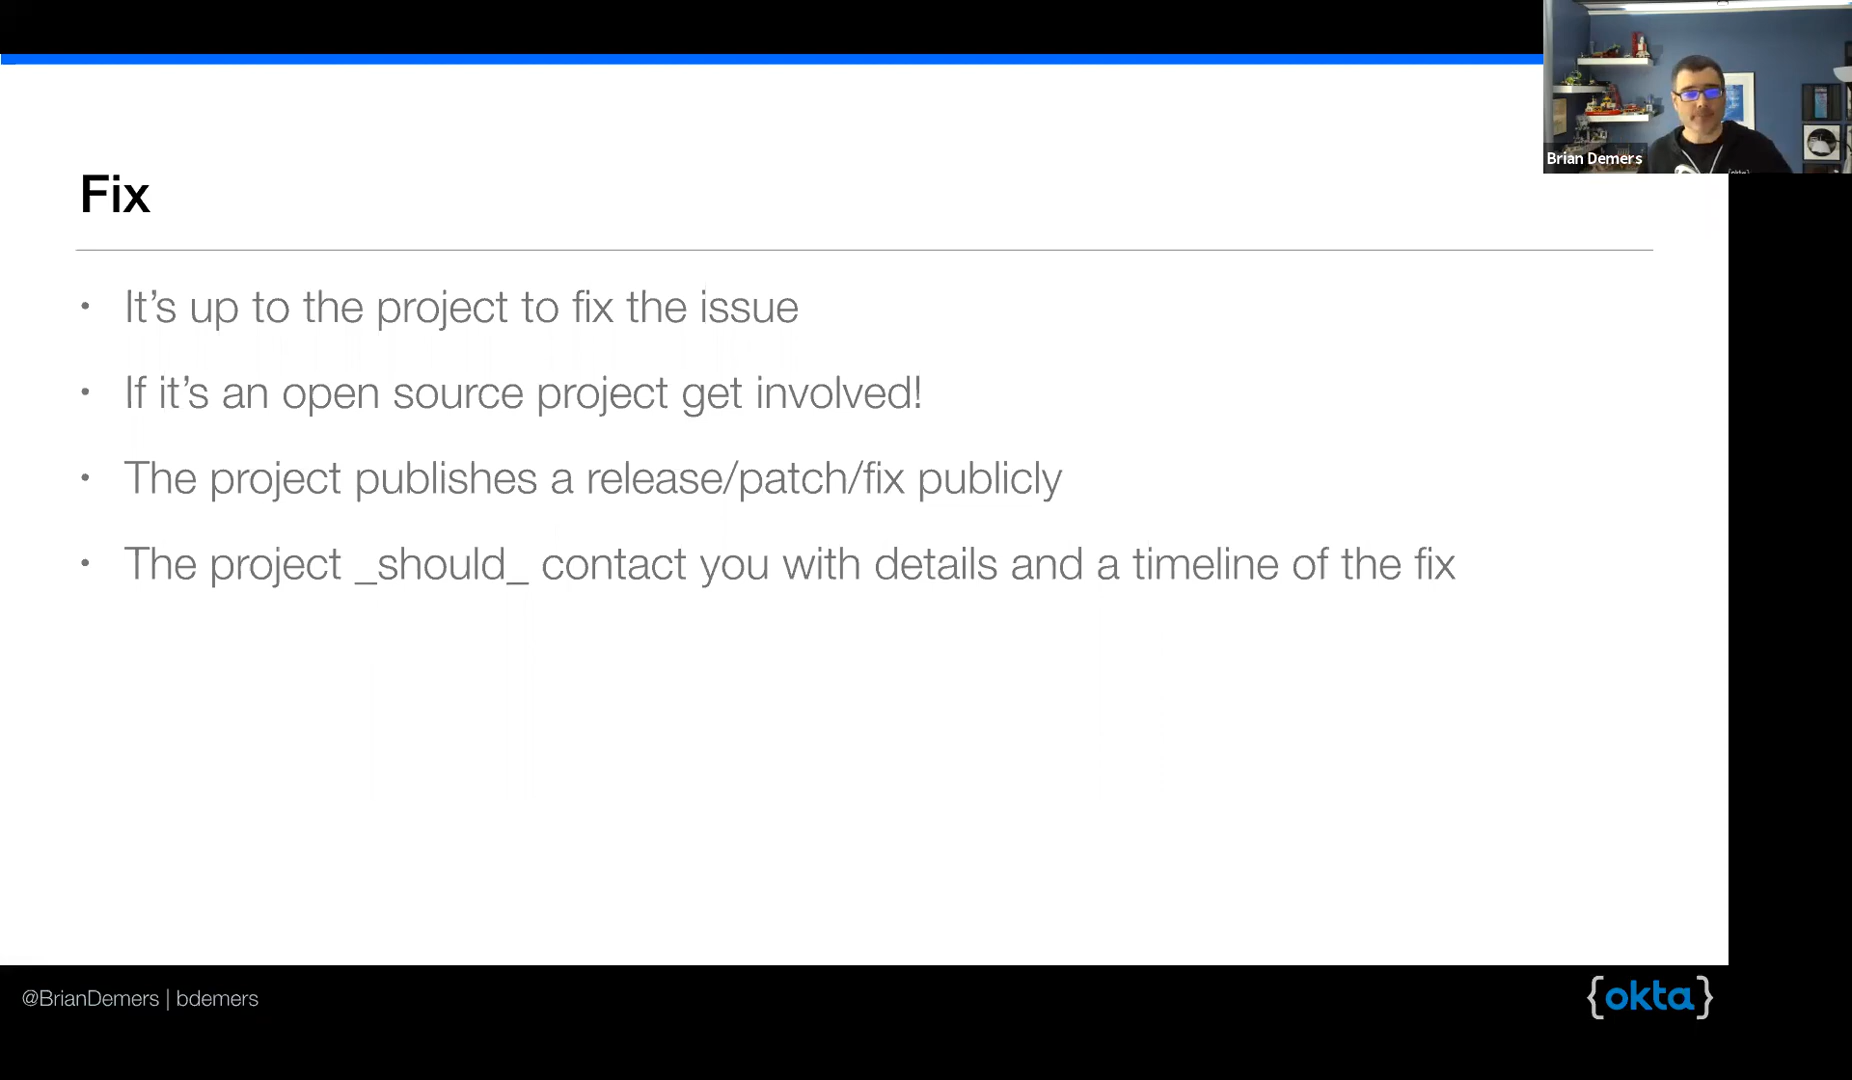 Brian Demers
Fix
• It’s up to the project to fix the issue
• If it’s an open source project get involved!
• The project publishes a release/patch/fix publicly
• The project _should_ contact you with details and a timeline of the fix
@BrianDemers | bdemers
{okta}